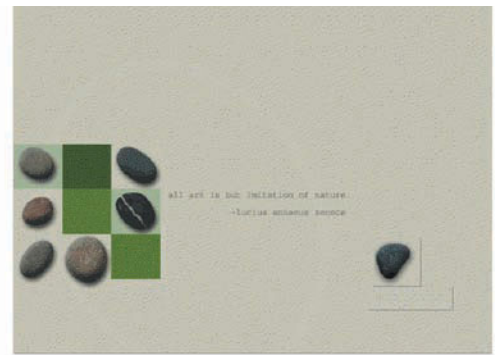 all art is but imitation of nature.
-lucius annaeus seneca